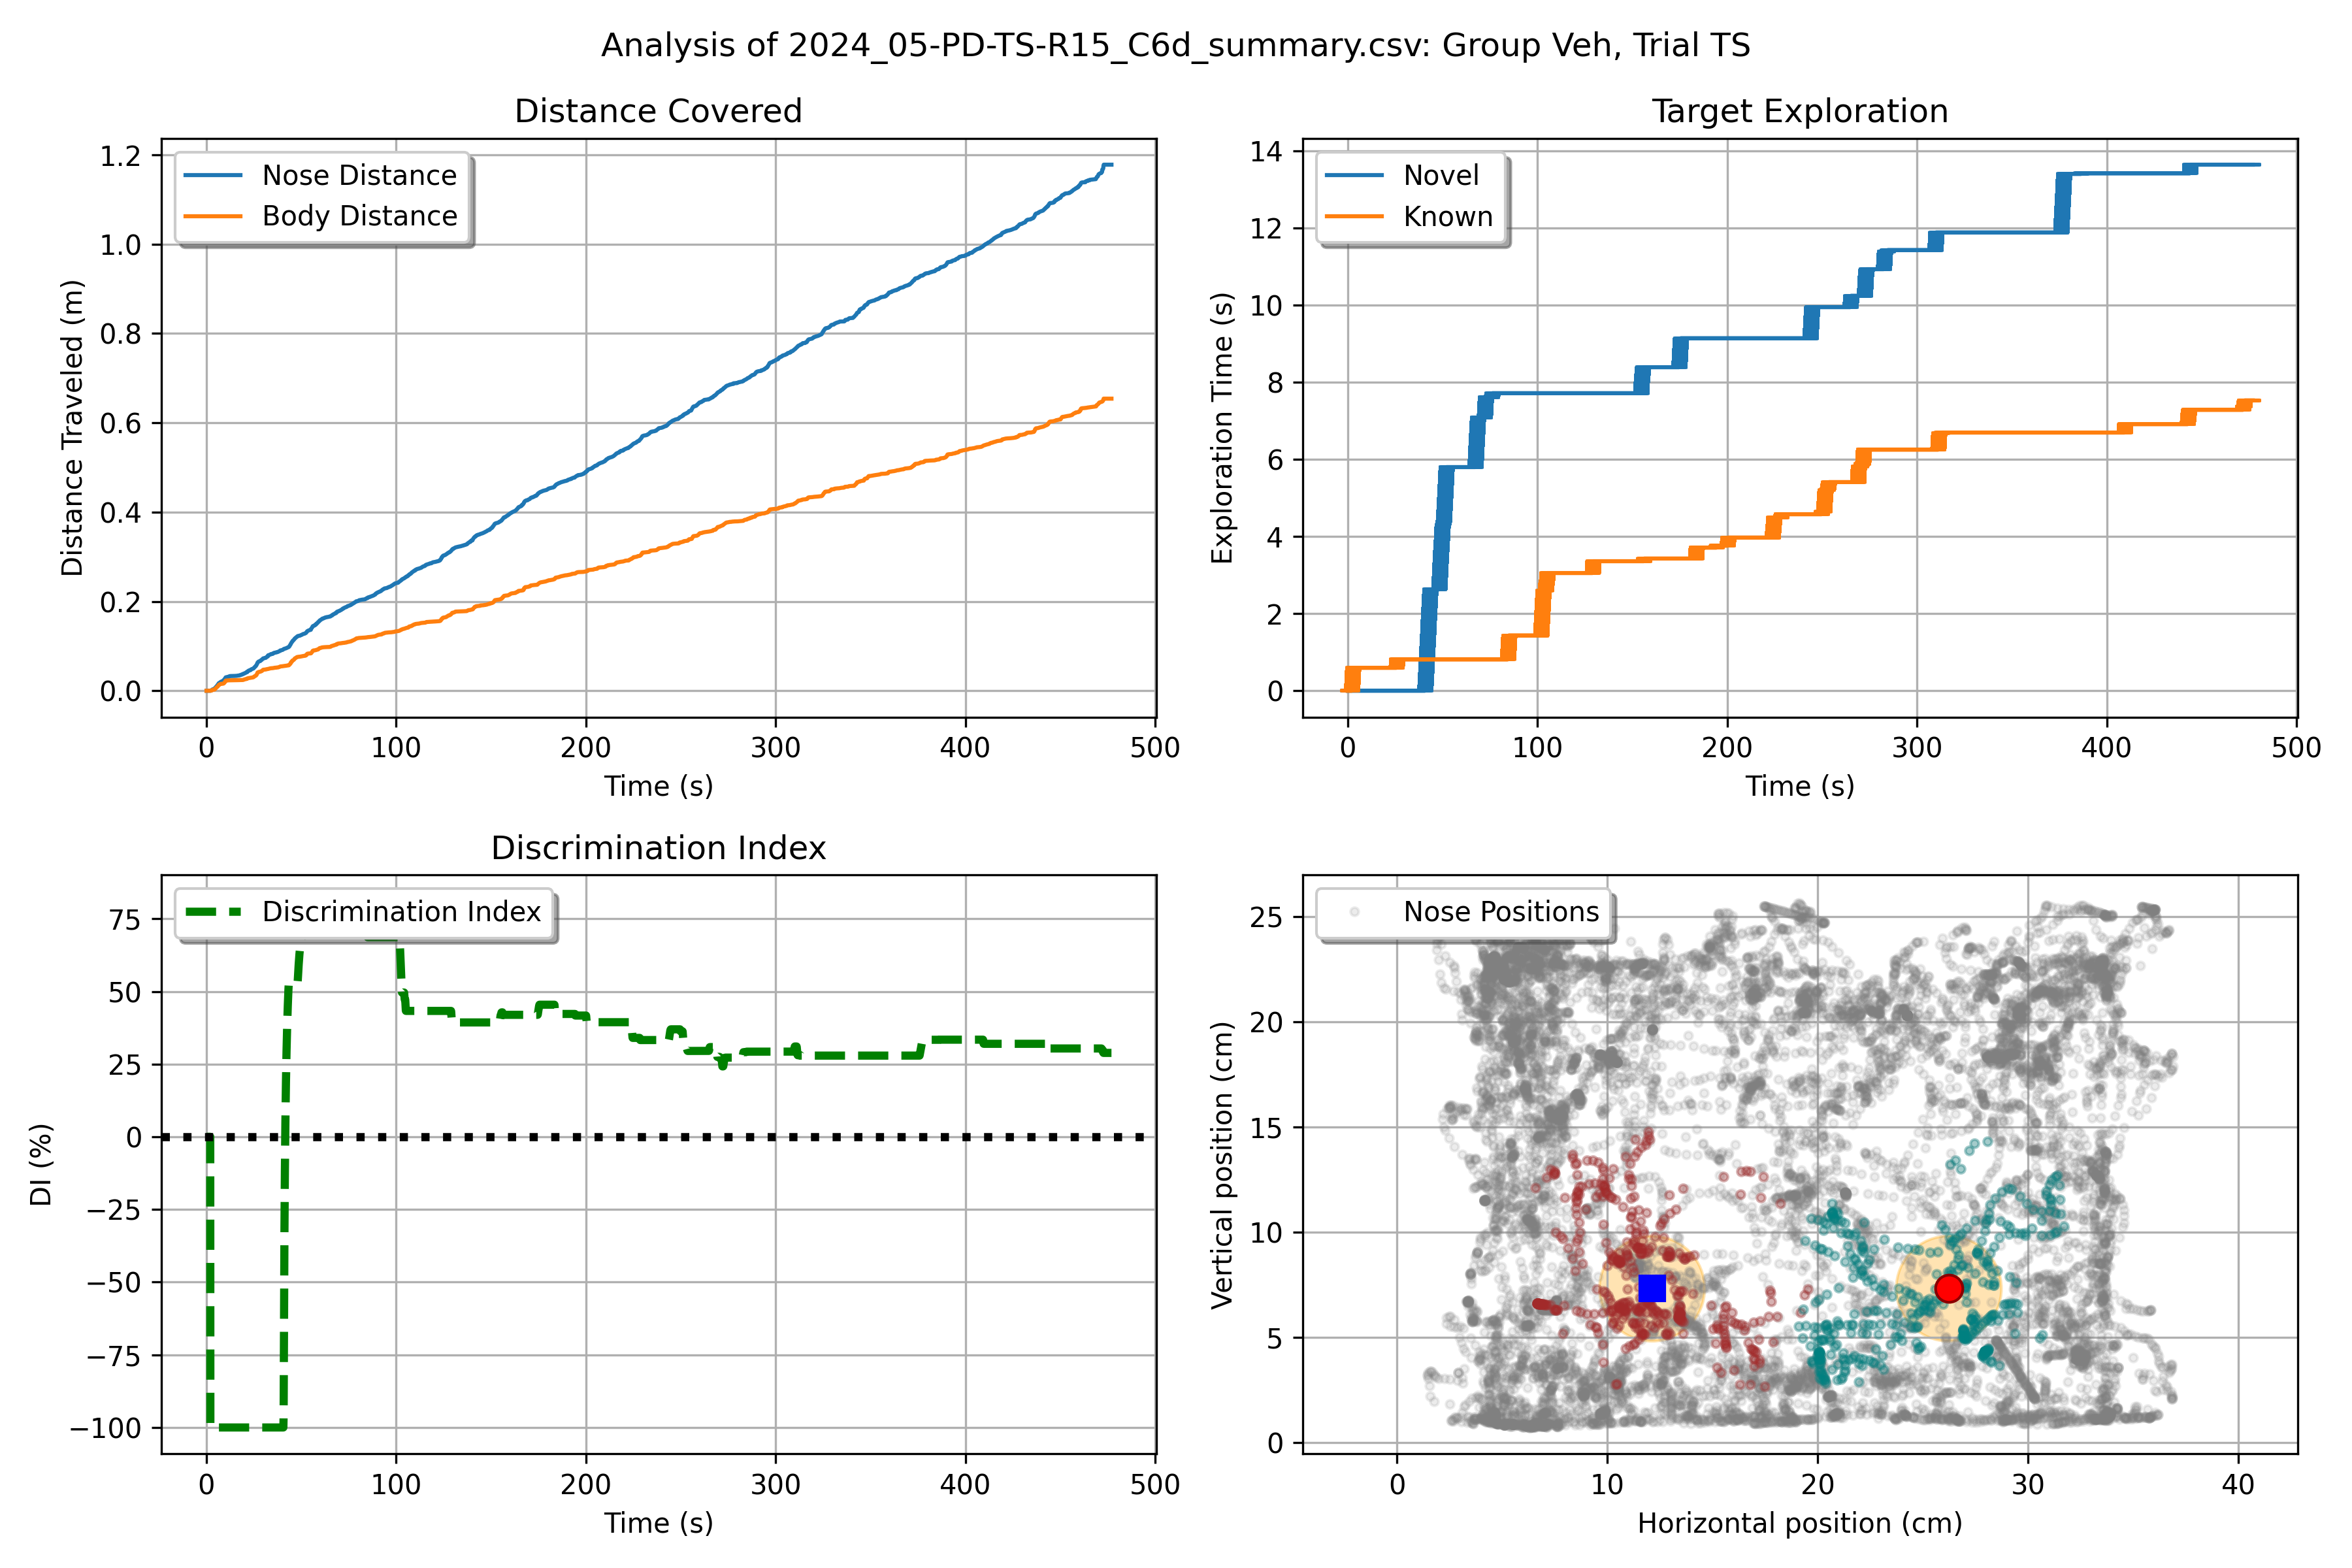 Analysis of 2024_05-PD-TS-R15_C6d_summary.csv: Group Veh, Trial TS
Distance Covered
1.2
1.0
0.8
0.6
0.4
0.2
0.0
Distance Traveled (m)
Nose Distance
Body Distance
0 100 200 300 400 500
Time (s)
Target Exploration
14
12
10
8
6
4
2
0
Exploration Time (s)
Novel
Known
0 100 200 300 400 500
Time (s)
Discrimination Index
75
50
25
0
−25
−50
−75
−100
DI (%)
Discrimination Index
0 100 200 300 400 500
Time (s)
25
20
15
10
5
0
Vertical position (cm)
Nose Positions
0 10 20 30 40
Horizontal position (cm)